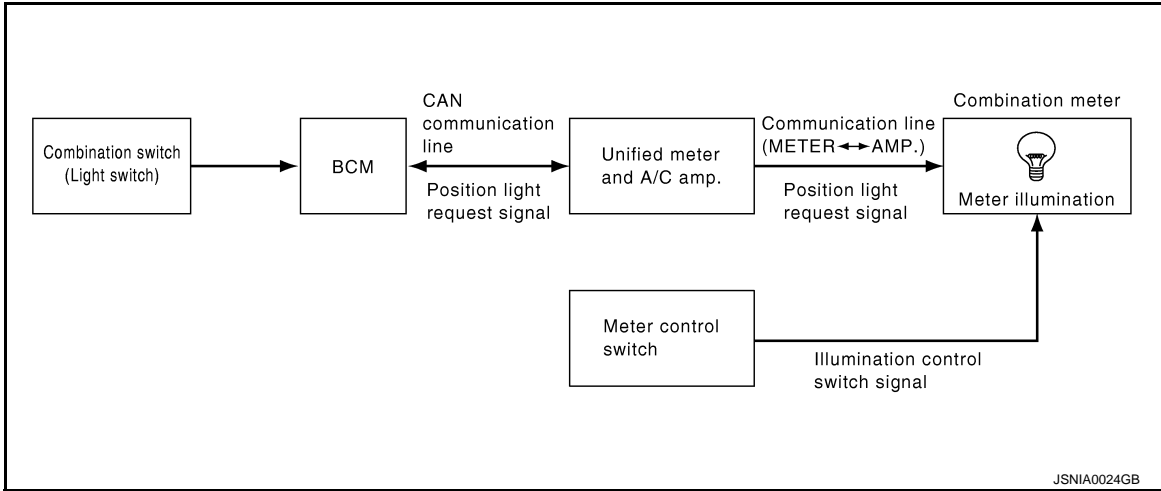 Combination switch
(Light switch)
BCM
CAN
communication
line
Position light
request signal
Unified meter
and A/C amp.
Communication line
(METER↔AMP.)
Position light
request signal
Combination meter
Meter illumination
Meter control
switch
Illumination control
switch signal
JSNIA0024GB